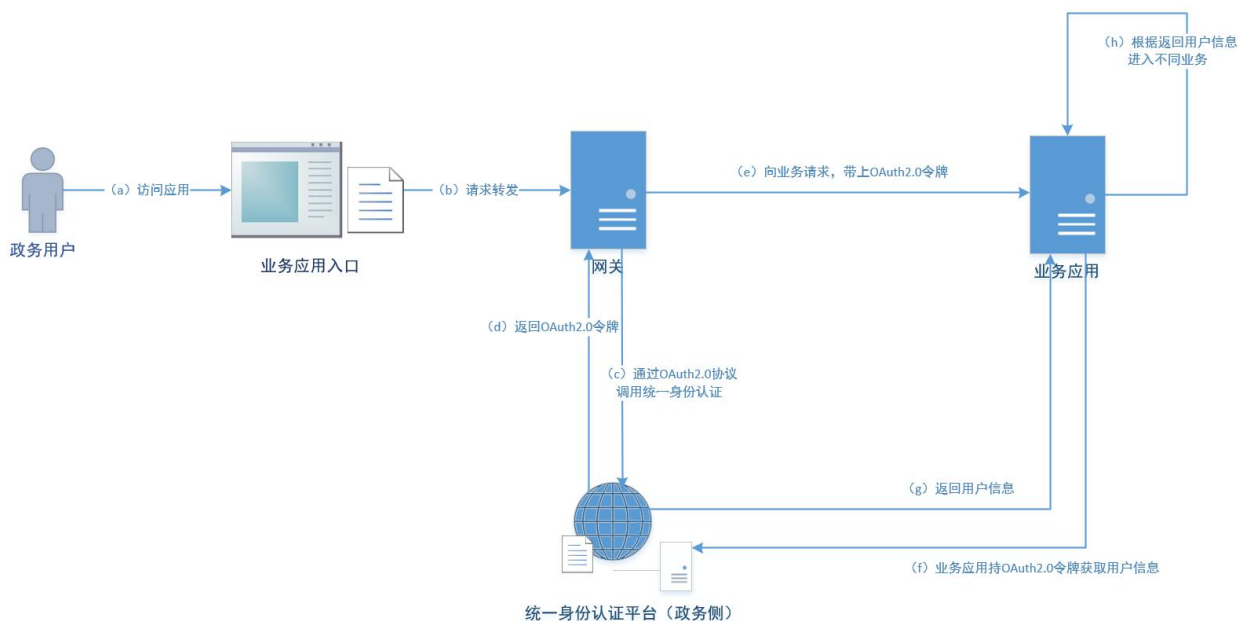 （h）根据返回用户信息
进入不同业务
（a）访问应用
（b）请求转发
（e）向业务请求，带上OAuth2.0令牌
政务用户
业务应用入口
网关
业务应用
（d）返回OAuth2.0令牌
（c）通过OAuth2.0协议
调用统一身份认证
（g）返回用户信息
（f）业务应用持OAuth2.0令牌获取用户信息
统一身份认证平台（政务侧）